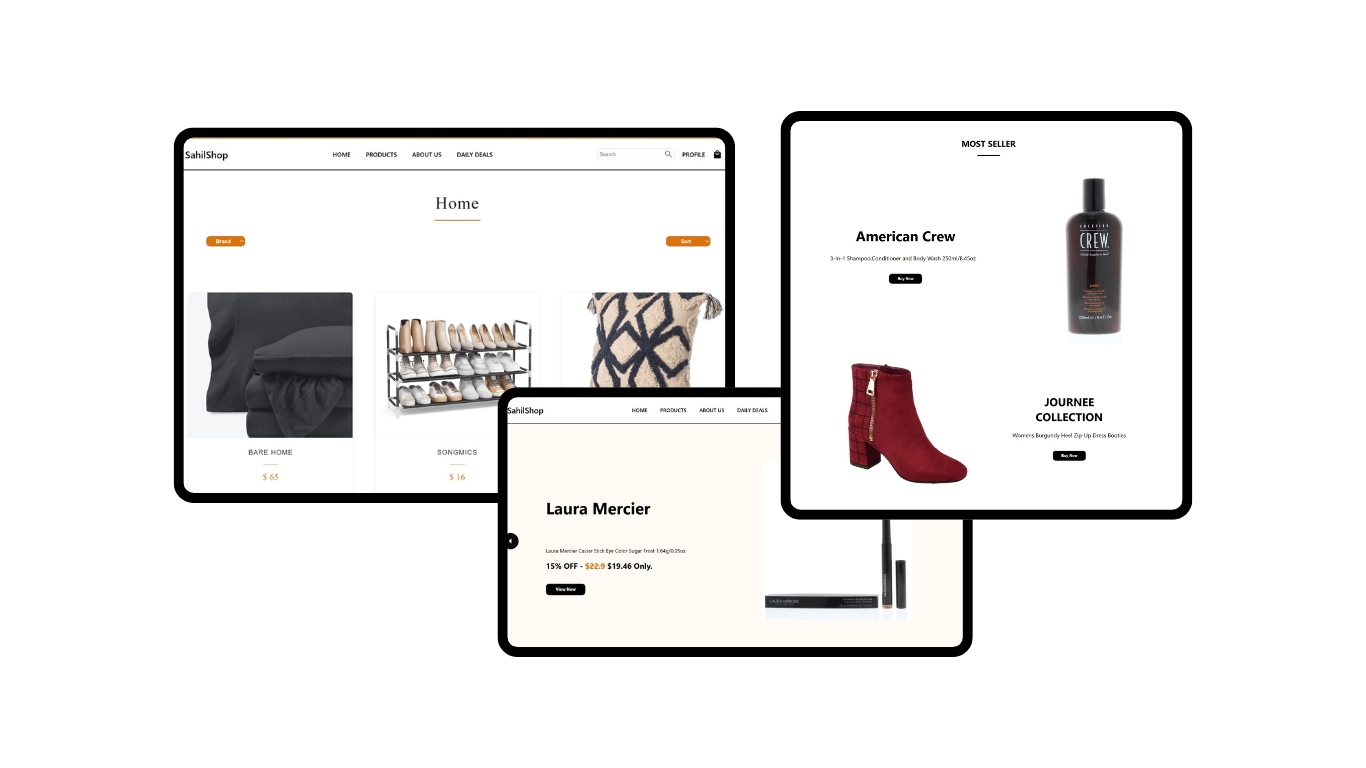 SahilShop
HOME PRODUCTS ABOUT US DAILY DEALS
Search
PROFILE
Home
Brand
Sort
BARE HOME
$ 65
SONGMICS
$ 16
SahilShop
HOME PRODUCTS ABOUT US DAILY DEALS
Laura Mercier
Laura Mercier Caviar Stick Eye Color Sugar Frost 1.64g/0.05oz
15% OFF - $22.9 $19.46 Only.
View Now
LAURA MERCIER
MOST SELLER
American Crew
3-in-1 Shampoo,Conditioner and Body Wash 250ml/8.45oz
Buy Now
AMERICAN
CREW
JOURNEE
COLLECTION
Womens Burgundy Heel Zip-Up Dress Booties
Buy Now